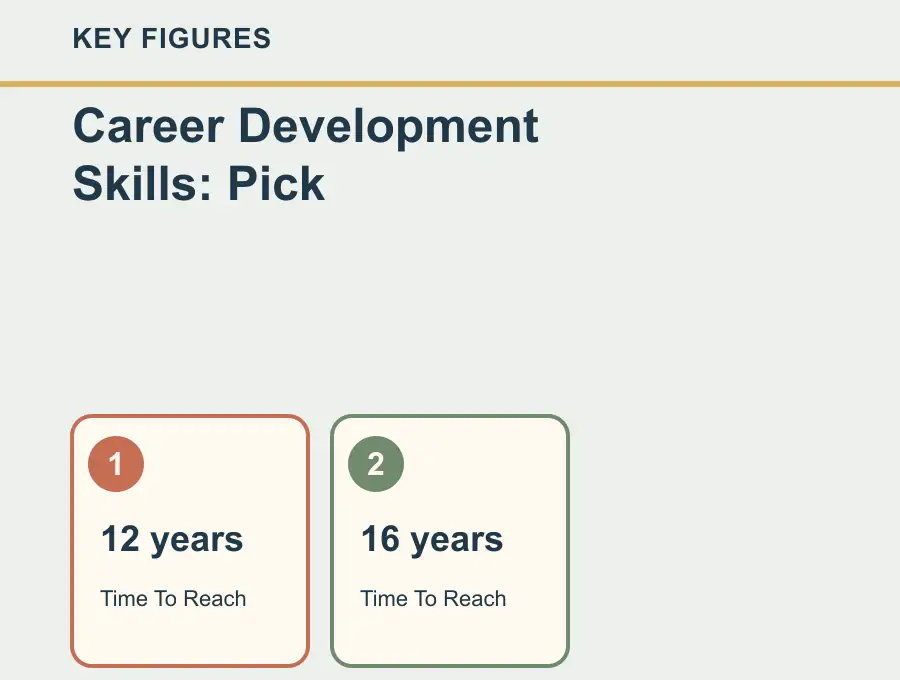 KEY FIGURES
Career Development
Skills: Pick
1
12 years
Time To Reach
2
16 years
Time To Reach